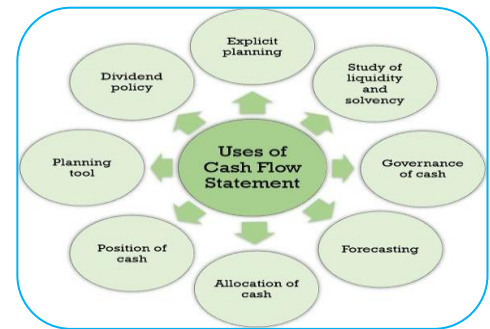 Explicit
planning
Study of
liquidity
and
solvency
Governance
of cash
Forecasting
Allocation of
cash
Position of
cash
Planning
tool
Dividend
policy
Uses of
Cash Flow
Statement